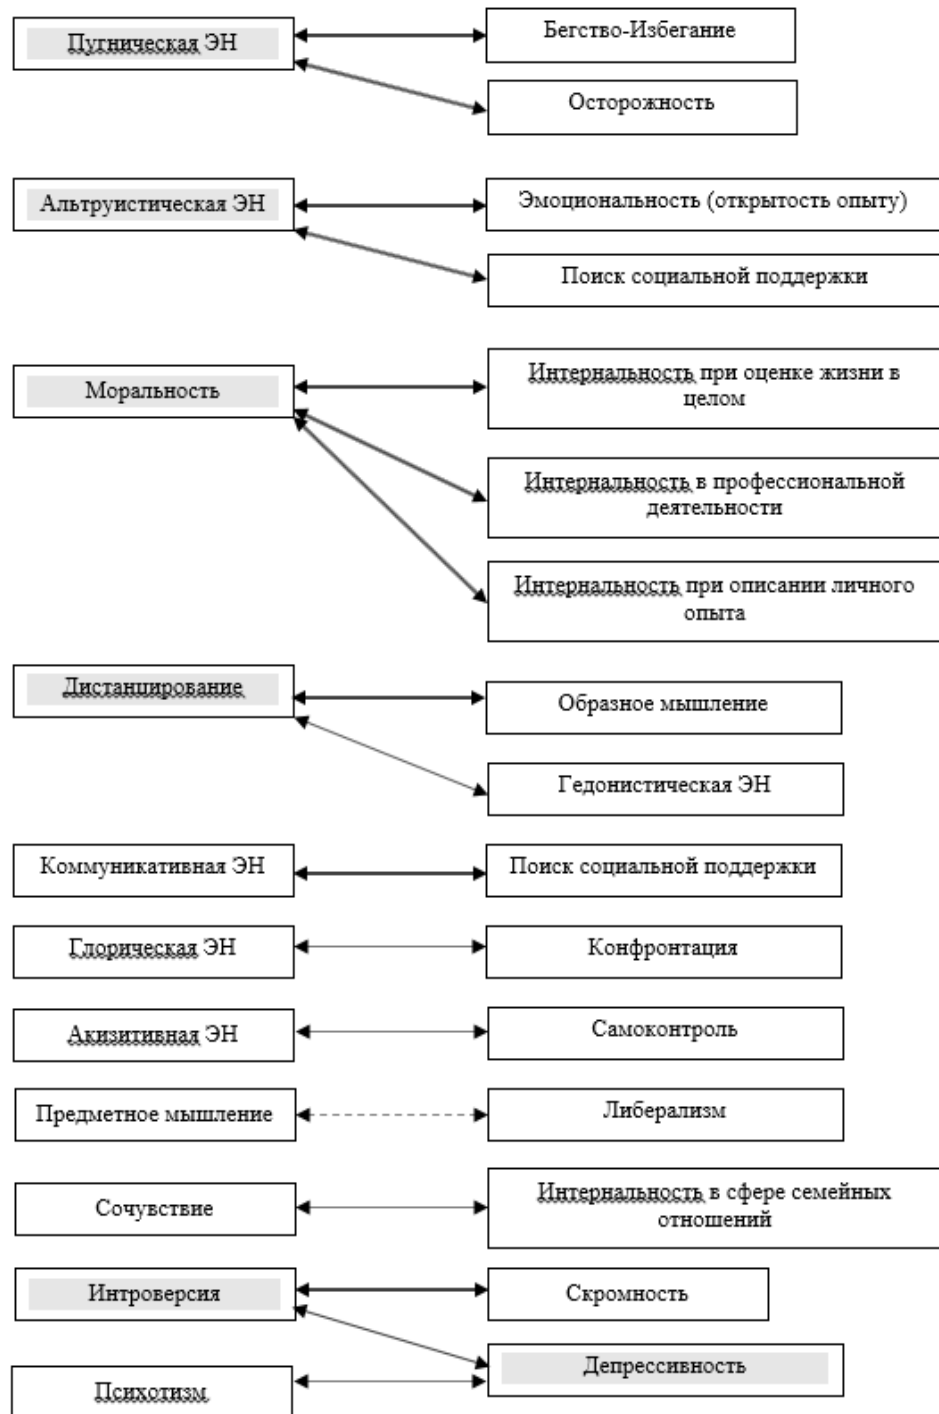 Пугническая ЭН
Бегство-Избегание
Осторожность
Альтруистическая ЭН
Эмоциональность (открытость опыту)
Поиск социальной поддержки
Моральность
Интернальность при оценке жизни в
целом
Интернальность в профессиональной
деятельности
Интернальность при описании личного
опыта
Дистанцирование
Образное мышление
Гедонистическая ЭН
Коммуникативная ЭН
Поиск социальной поддержки
Глорическая ЭН
Конфронтация
Акизитивная ЭН
Самоконтроль
Предметное мышление
Либерализм
Сочувствие
Интернальность в сфере семейных
отношений
Интроверсия
Скромность
Депрессивность
Психотизм